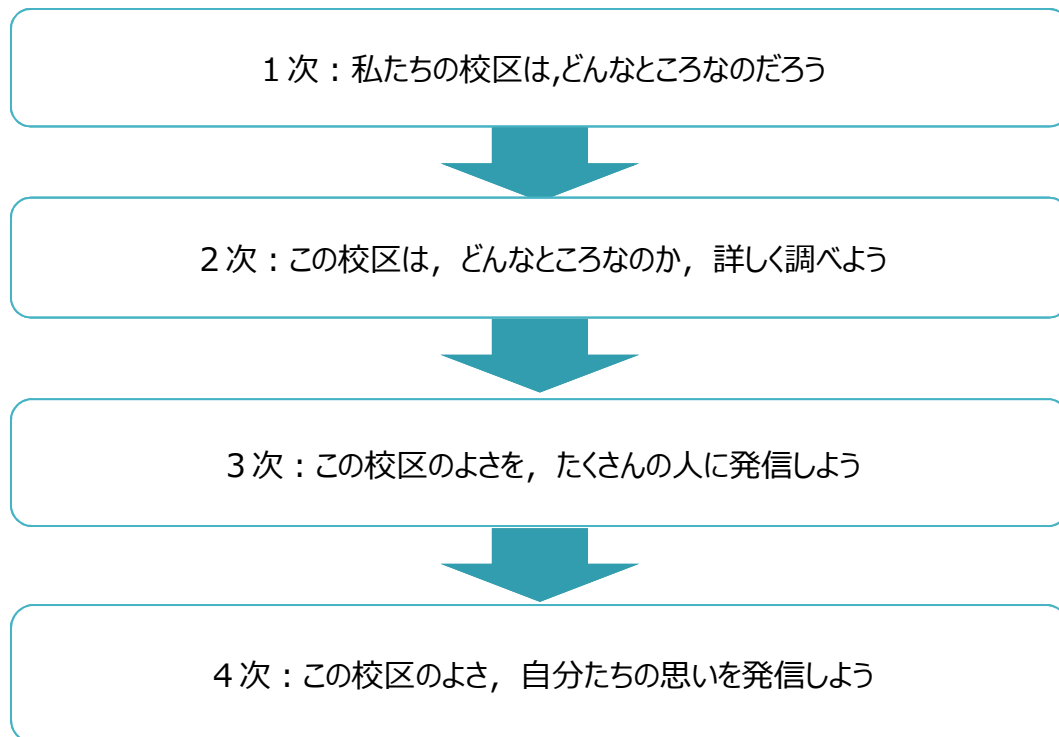 １次：私たちの校区は,どんなところなのだろう
２次：この校区は，どんなところなのか，詳しく調べよう
３次：この校区のよさを，たくさんの人に発信しよう
４次：この校区のよさ，自分たちの思いを発信しよう